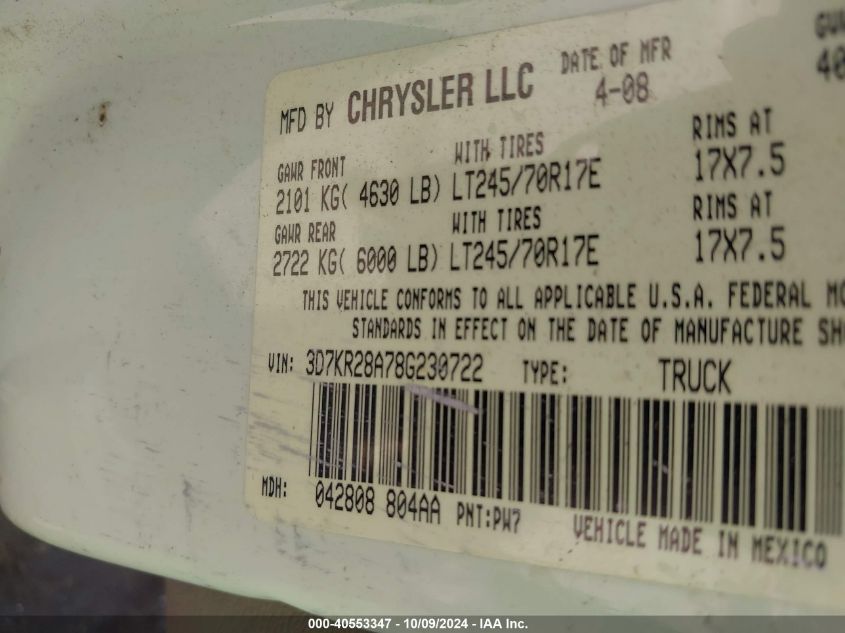 MFD BY CHRYSLER LLC DATE OF MFR
4-08
GAWR FRONT WITH TIRES RIMS AT
2101 KG( 4630 LB) LT245/70R17E 17X7.5
GAWR REAR WITH TIRES RIMS AT
2722 KG( 6000 LB) LT245/70R17E 17X7.5
THIS VEHICLE CONFORMS TO ALL APPLICABLE U.S.A. FEDERAL
STANDARDS IN EFFECT ON THE DATE OF MANUFACTURE
VIN: 3D7KR28A78G230722 TYPE: TRUCK
MDH: 042808 804AA PNT:PW7
VEHICLE MADE IN MEXICO
000-40553347 - 10/09/2024 - IAA Inc.